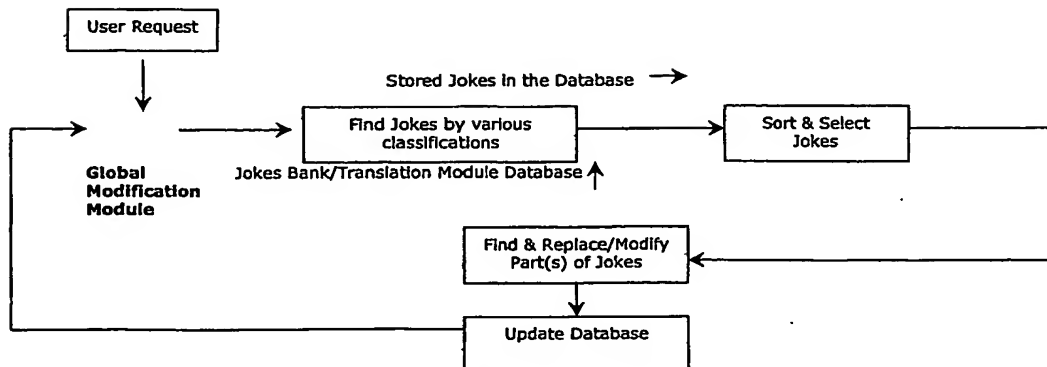 User Request
Stored Jokes in the Database
Find Jokes by various
classifications
Sort & Select
Jokes
Global
Modification
Module
Jokes Bank/Translation Module Database
Find & Replace/Modify
Part(s) of Jokes
Update Database